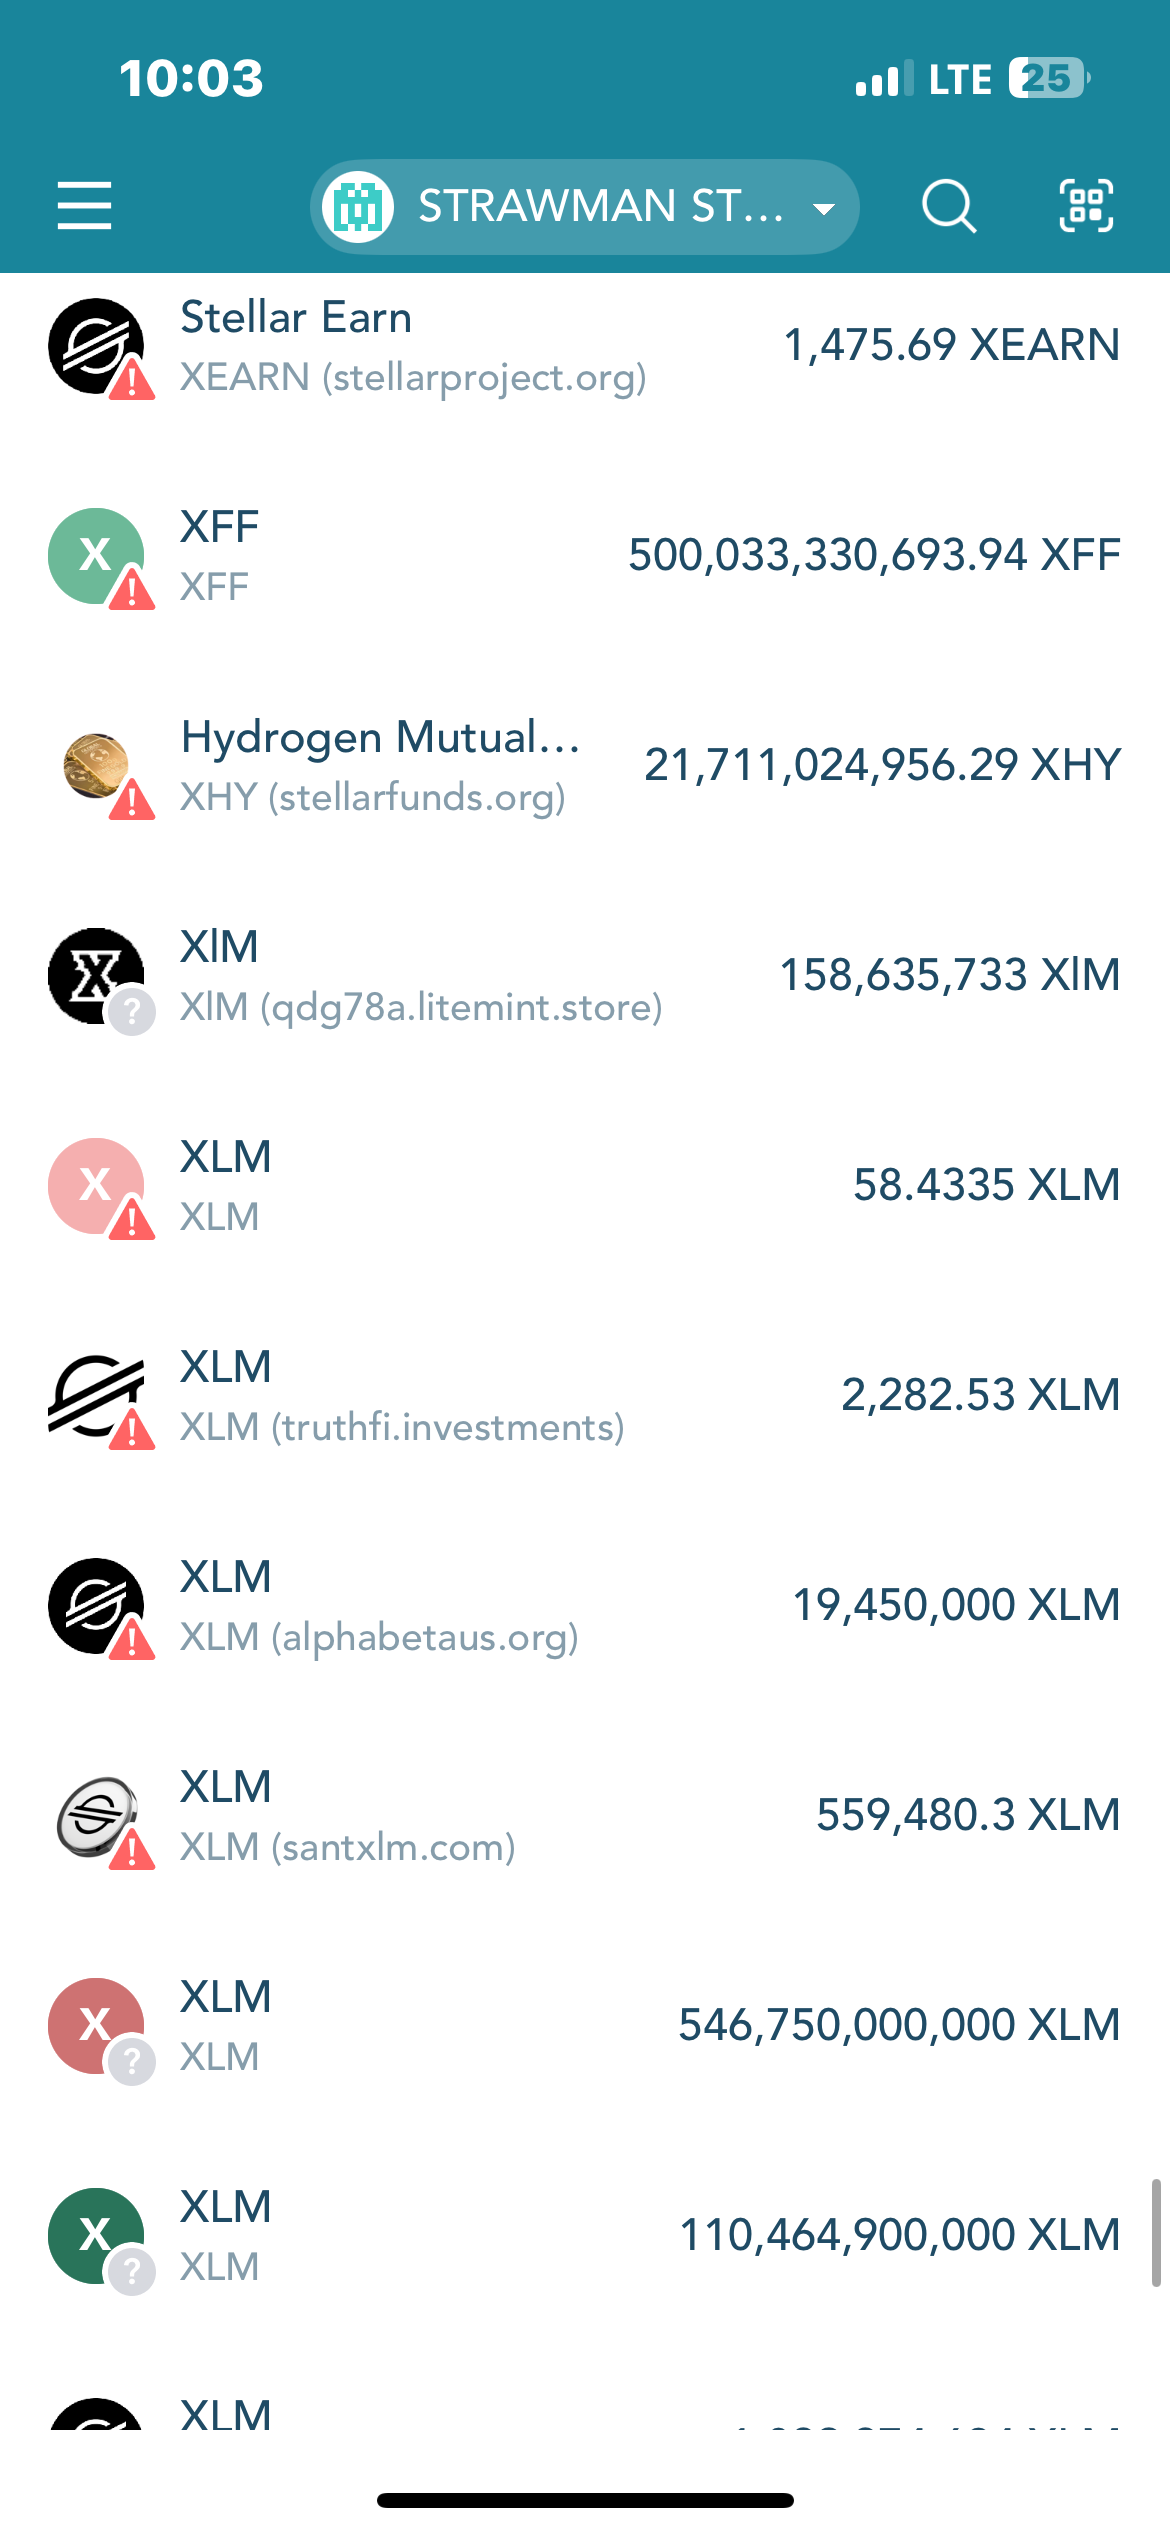 10:03
LTE 25
STRAWMAN ST...
Stellar Earn
XEARN (stellarproject.org)
1,475.69 XEARN
X
XFF
XFF
500,033,330,693.94 XFF
Hydrogen Mutual...
XHY (stellarfunds.org)
21,711,024,956.29 XHY
XlM
XlM (qdg78a.litemint.store)
158,635,733 XlM
X
XLM
XLM
58.4335 XLM
XLM
XLM (truthfi.investments)
2,282.53 XLM
XLM
XLM (alphabetaus.org)
19,450,000 XLM
XLM
XLM (santxlm.com)
559,480.3 XLM
X
?
XLM
XLM
546,750,000,000 XLM
X
?
XLM
XLM
110,464,900,000 XLM
XLM